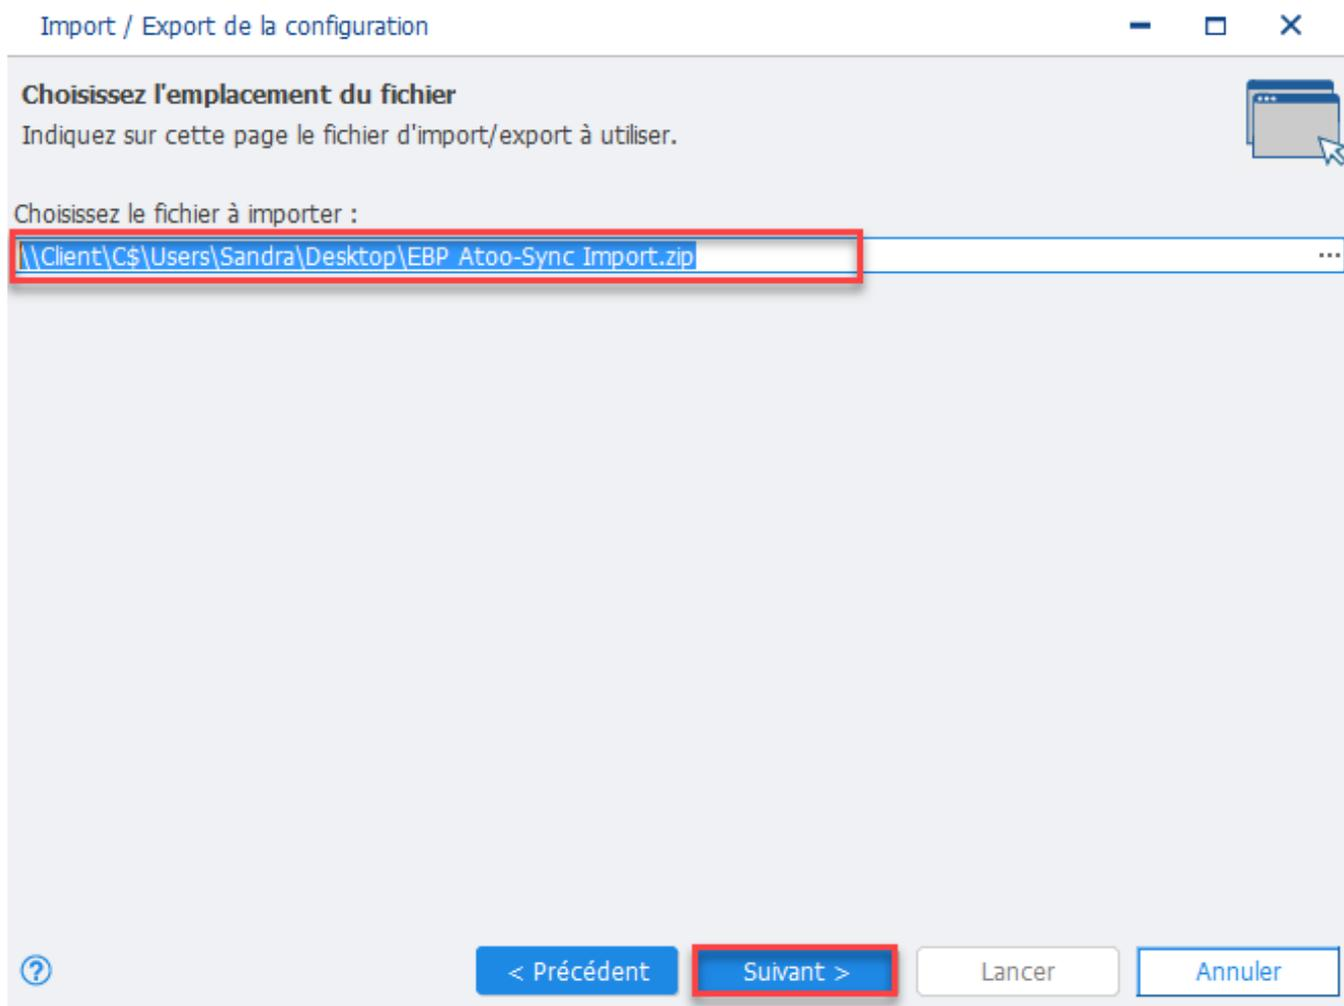 Import / Export de la configuration
Choisissez l'emplacement du fichier
Indiquez sur cette page le fichier d'import/export à utiliser.
Choisissez le fichier à importer :
\\Client\C$\Users\Sandra\Desktop\EBP Atoo-Sync Import.zip
...
?
< Précédent
Suivant >
Lancer
Annuler